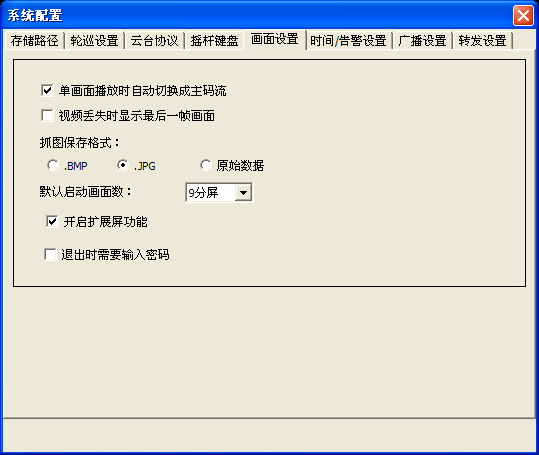 系统配置
存储路径 轮巡设置 云台协议 摇杆键盘 画面设置 时间/告警设置 广播设置 转发设置
单画面播放时自动切换成主码流
视频丢失时显示最后一帧画面
抓图保存格式：
.BMP .JPG 原始数据
默认启动画面数： 9分屏
开启扩展屏功能
退出时需要输入密码